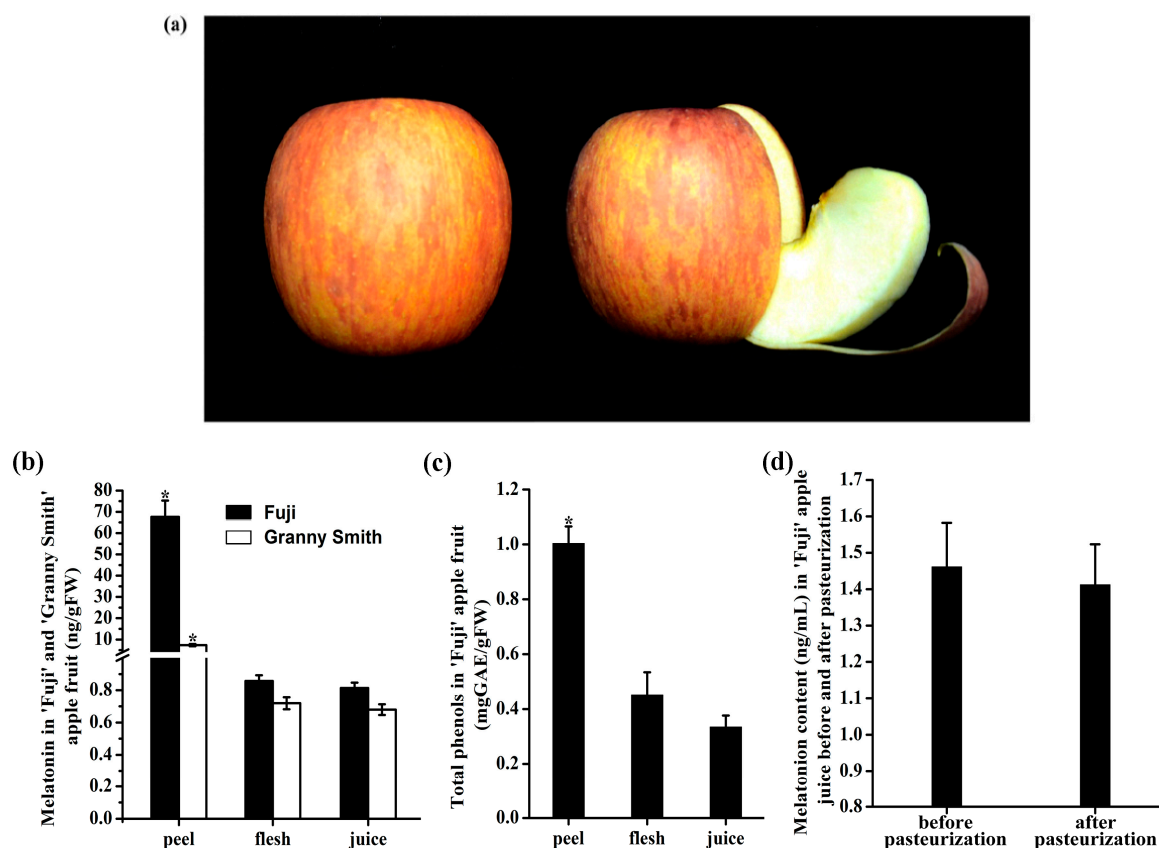 (a)
(b)
Melatonin in 'Fuji' and 'Granny Smith'
apple fruit (ng/gFW)
80
70
60
50
40
30
20
10
0.8
0.6
0.4
0.2
0.0
*
*
Fuji
Granny Smith
peel flesh juice
(c)
Total phenols in 'Fuji' apple fruit
(mgGAE/gFW)
1.2
1.0
0.8
0.6
0.4
0.2
0.0
*
peel flesh juice
(d)
Melatonion content (ng/mL) in 'Fuji' apple
juice before and after pasteurization
1.7
1.6
1.5
1.4
1.3
1.2
1.1
1.0
0.9
0.8
before after
pasteurization pasteurization